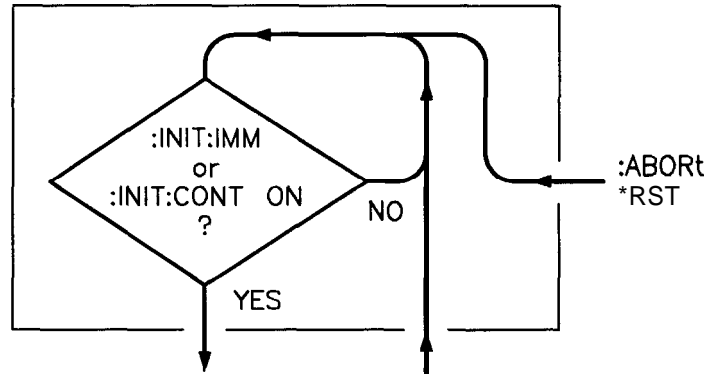 :INIT:IMM
or
:INIT:CONT ON
?
NO
YES
:ABORt
*RST